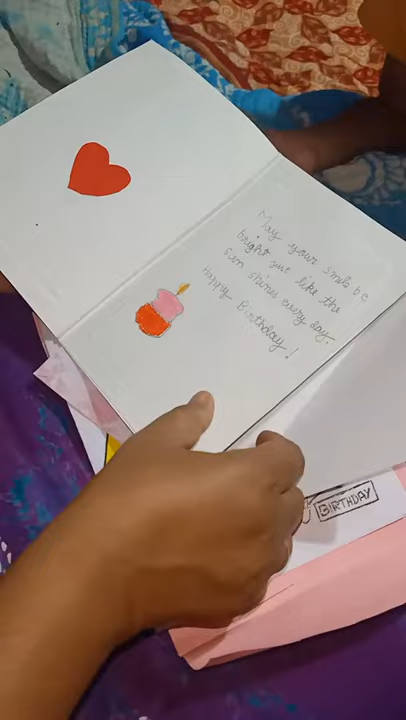 May your smile be
bright just like the
sun shines every day.
Happy Birthday!
BIRTHDAY